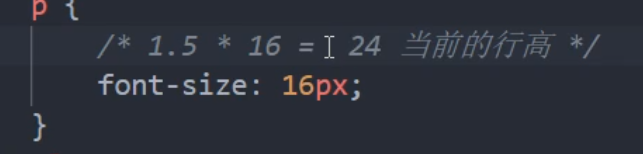 p {
/* 1.5 * 16 = 24 当前的行高 */
font-size: 16px;
}